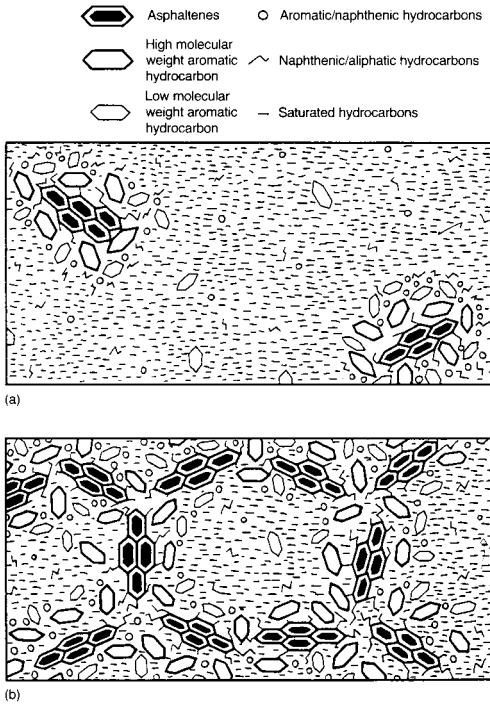 Asphaltenes
High molecular
weight aromatic
hydrocarbon
Low molecular
weight aromatic
hydrocarbon
Aromatic/naphthenic hydrocarbons
Naphthenic/aliphatic hydrocarbons
Saturated hydrocarbons
(a)
(b)